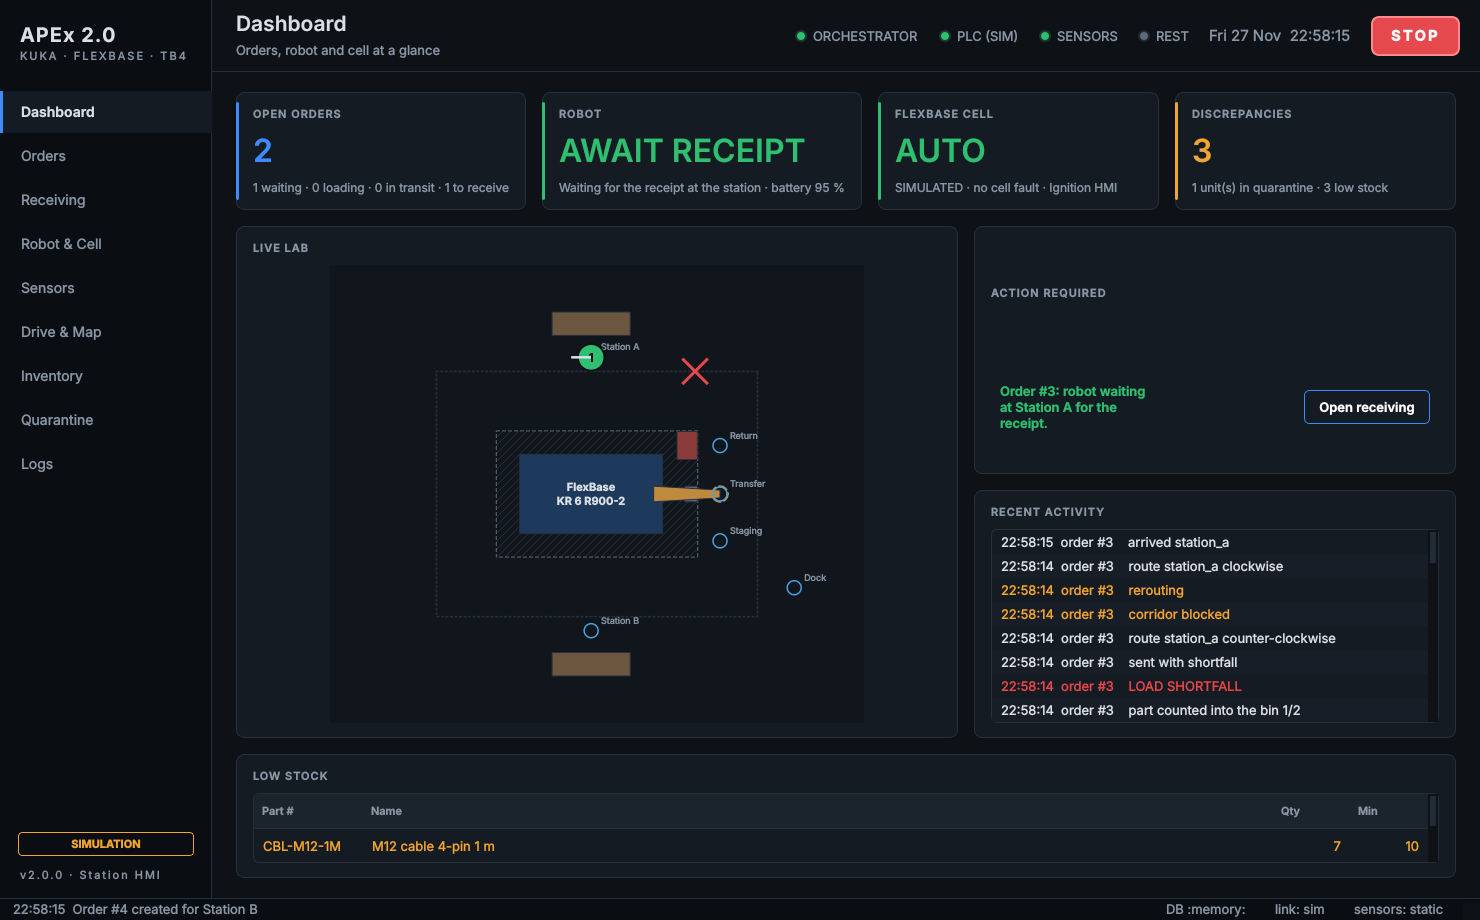 APEx 2.0
KUKA · FLEXBASE · TB4
Dashboard
Orders
Receiving
Robot & Cell
Sensors
Drive & Map
Inventory
Quarantine
Logs
SIMULATION
v2.0.0 · Station HMI
Dashboard
Orders, robot and cell at a glance
ORCHESTRATOR PLC (SIM) SENSORS REST Fri 27 Nov 22:58:15 STOP
OPEN ORDERS
2
1 waiting · 0 loading · 0 in transit · 1 to receive
ROBOT
AWAIT RECEIPT
Waiting for the receipt at the station · battery 95 %
FLEXBASE CELL
AUTO
SIMULATED · no cell fault · Ignition HMI
DISCREPANCIES
3
1 unit(s) in quarantine · 3 low stock
LIVE LAB
Station A
Return
FlexBase
KR 6 R900-2
Transfer
Staging
Dock
Station B
ACTION REQUIRED
Order #3: robot waiting
at Station A for the
receipt.
Open receiving
RECENT ACTIVITY
22:58:15 order #3 arrived station_a
22:58:14 order #3 route station_a clockwise
22:58:14 order #3 rerouting
22:58:14 order #3 corridor blocked
22:58:14 order #3 route station_a counter-clockwise
22:58:14 order #3 sent with shortfall
22:58:14 order #3 LOAD SHORTFALL
22:58:14 order #3 part counted into the bin 1/2
LOW STOCK
Part # Name Qty Min
CBL-M12-1M M12 cable 4-pin 1 m 7 10
22:58:15 Order #4 created for Station B
DB :memory: link: sim sensors: static